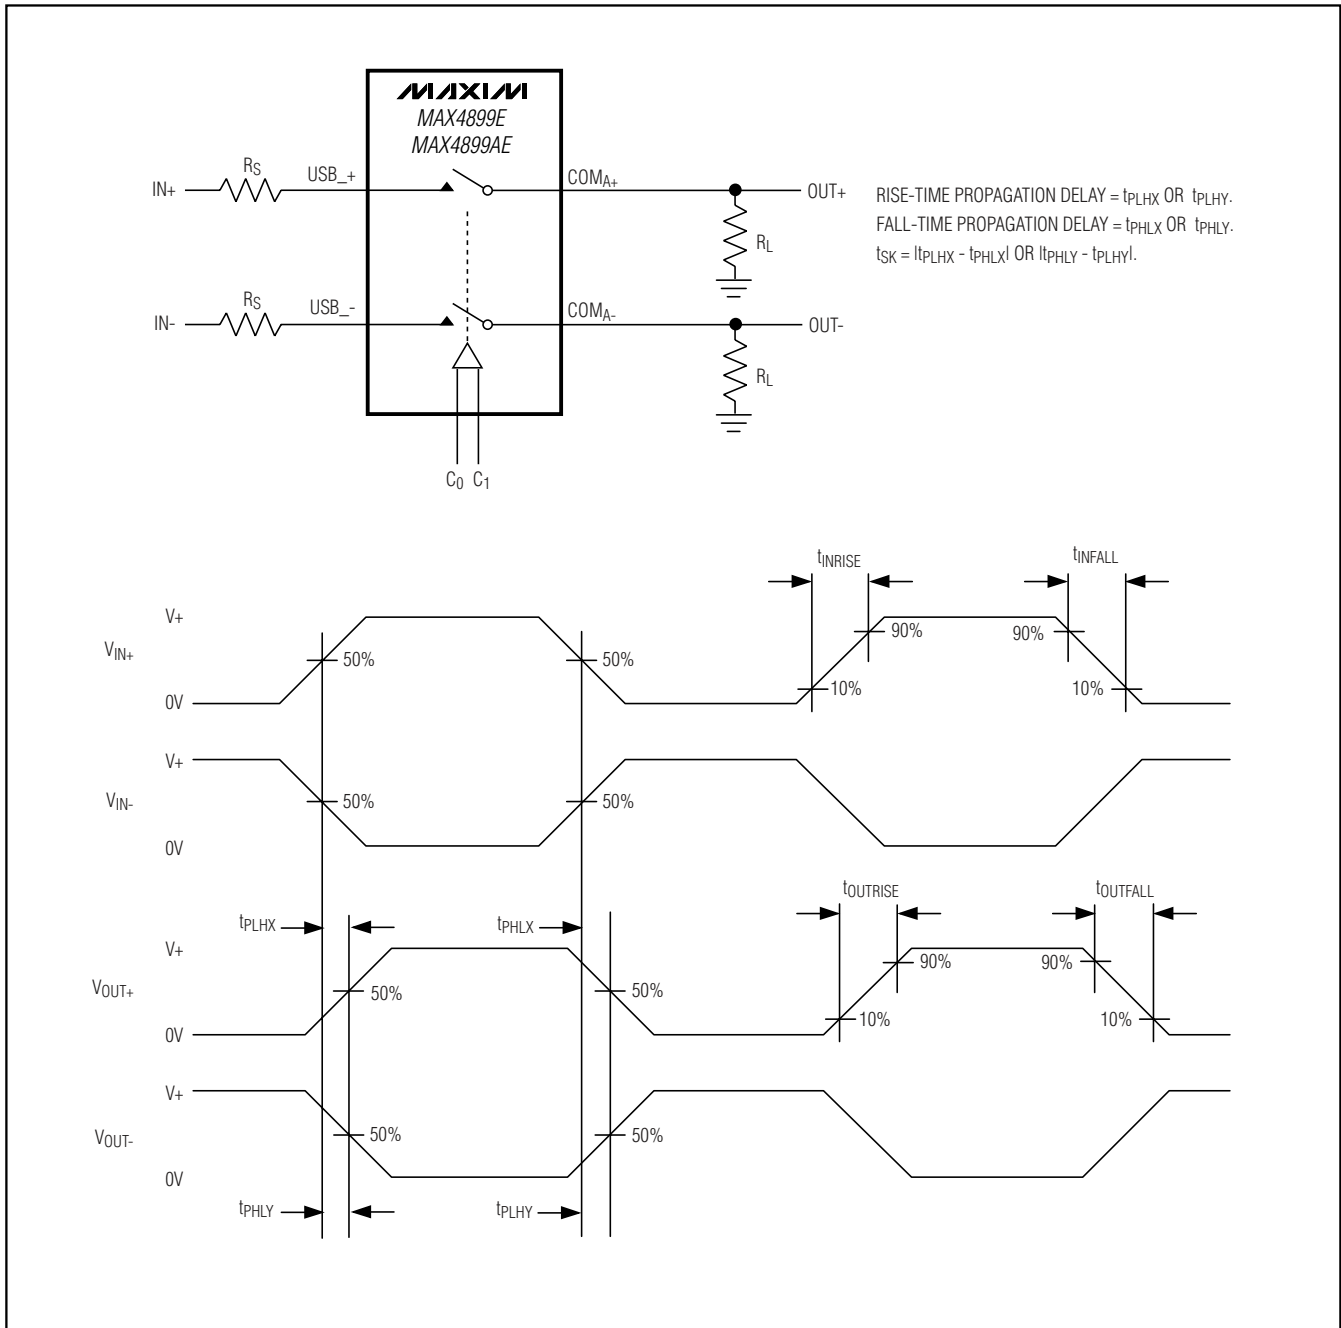 MAXIM
MAX4899E
MAX4899AE
IN+ RS USB_+ COMA+ OUT+
RL
IN- RS USB_- COMA- OUT-
RL
C0 C1
RISE-TIME PROPAGATION DELAY = tPLHX OR tPLHY.
FALL-TIME PROPAGATION DELAY = tPHLX OR tPHLY.
tSK = |tPLHX - tPHLX| OR |tPHLY - tPLHY|.
tINRISE tINFALL
V+
VIN+ 50% 50% 90% 90%
0V 10% 10%
V+
VIN- 50% 50%
0V
tOUTRISE tOUTFALL
tPLHX tPHLX
V+
90% 90%
VOUT+ 50% 50%
0V 10% 10%
V+
VOUT- 50% 50%
0V
tPHLY tPLHY